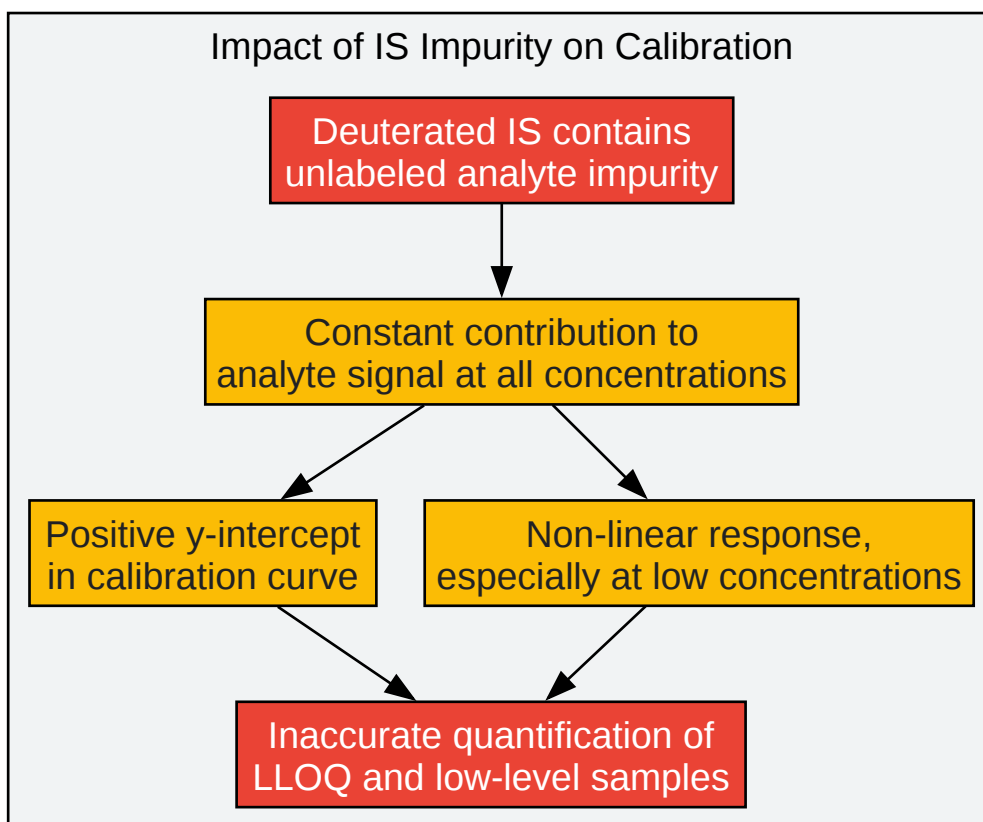 Impact of IS Impurity on Calibration
Deuterated IS contains
unlabeled analyte impurity
Constant contribution to
analyte signal at all concentrations
Positive y-intercept
in calibration curve
Non-linear response,
especially at low concentrations
Inaccurate quantification of
LLOQ and low-level samples